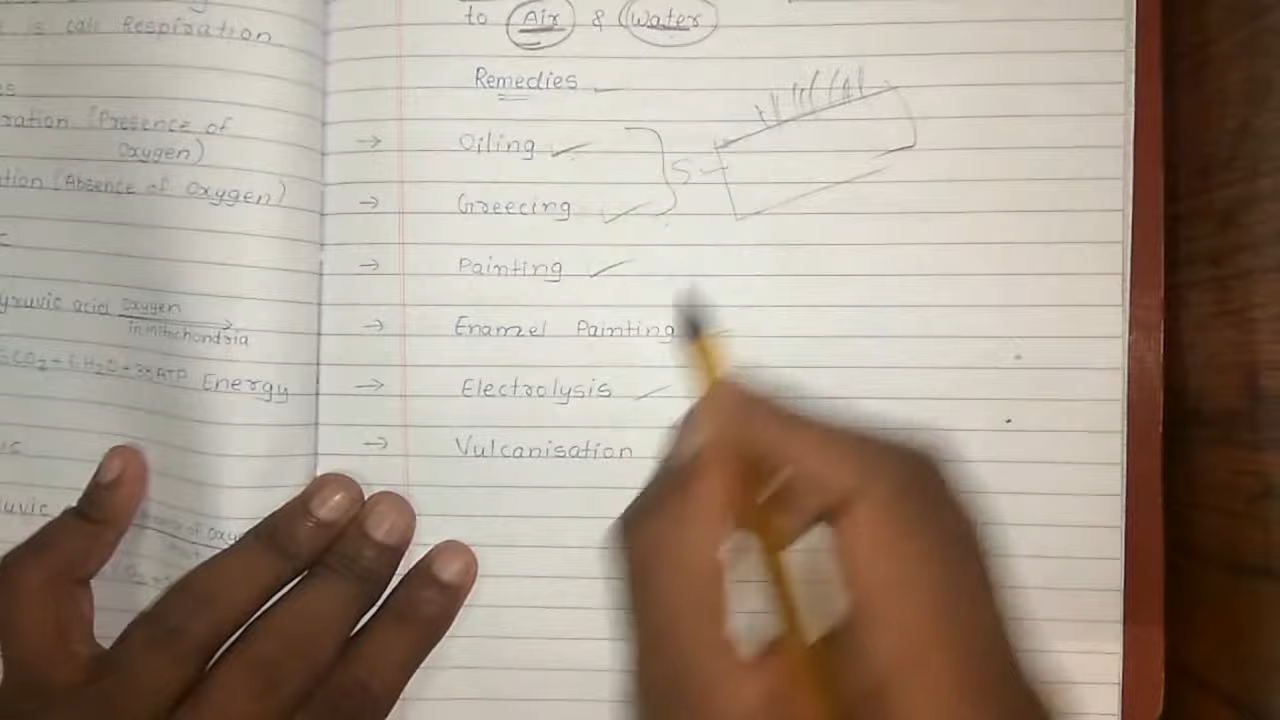 is call Respiration
ration (Presence of
Oxygen)
tion (Absence of Oxygen)
yruvic acid Oxygen
in mitochondria
6CO2 + 6H2O + 38ATP Energy
uvic
to Air & Water
Remedies
→ Oiling
→ Greecing
S
→ Painting
→ Enamel Painting
→ Electrolysis
→ Vulcanisation